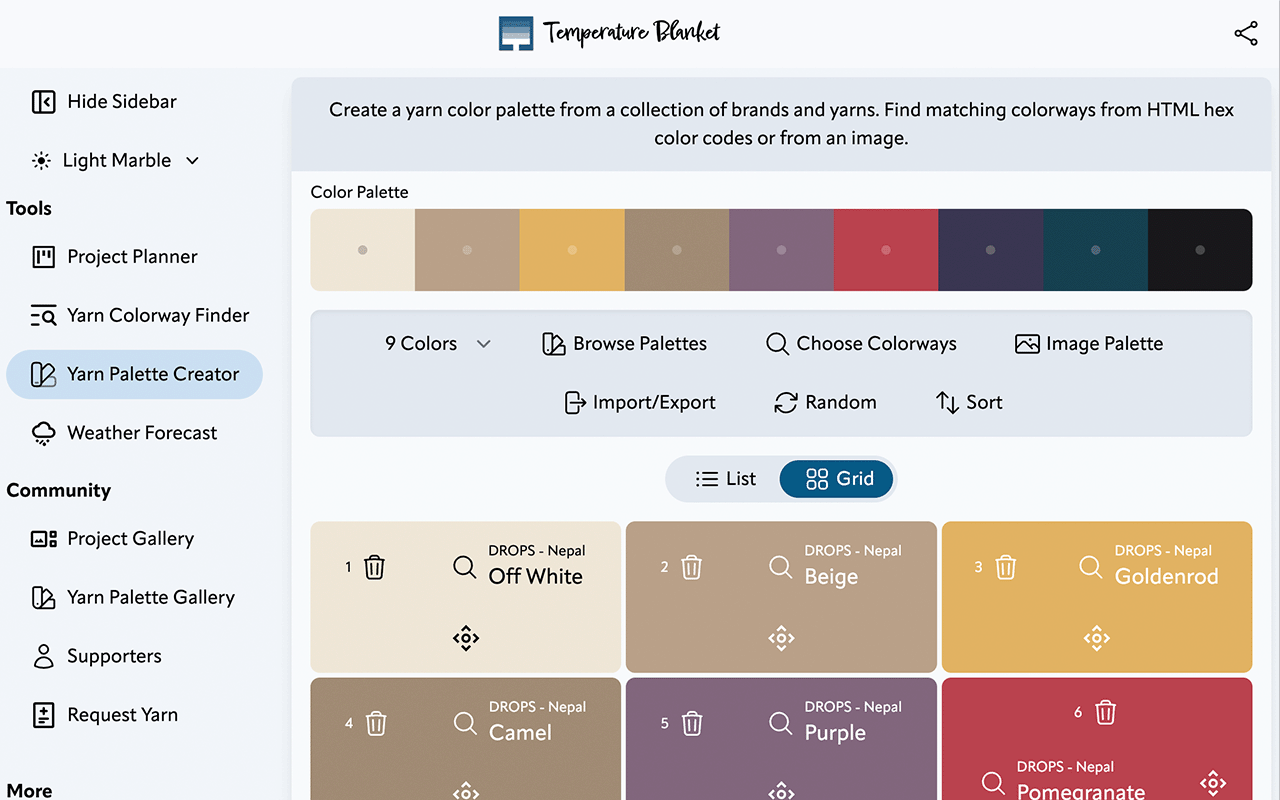 Temperature Blanket
Hide Sidebar
Light Marble
Tools
Project Planner
Yarn Colorway Finder
Yarn Palette Creator
Weather Forecast
Community
Project Gallery
Yarn Palette Gallery
Supporters
Request Yarn
More
Create a yarn color palette from a collection of brands and yarns. Find matching colorways from HTML hex
color codes or from an image.
Color Palette
9 Colors
Browse Palettes
Choose Colorways
Image Palette
Import/Export
Random
Sort
List
Grid
1
DROPS - Nepal
Off White
2
DROPS - Nepal
Beige
3
DROPS - Nepal
Goldenrod
4
DROPS - Nepal
Camel
5
DROPS - Nepal
Purple
6
DROPS - Nepal
Pomegranate